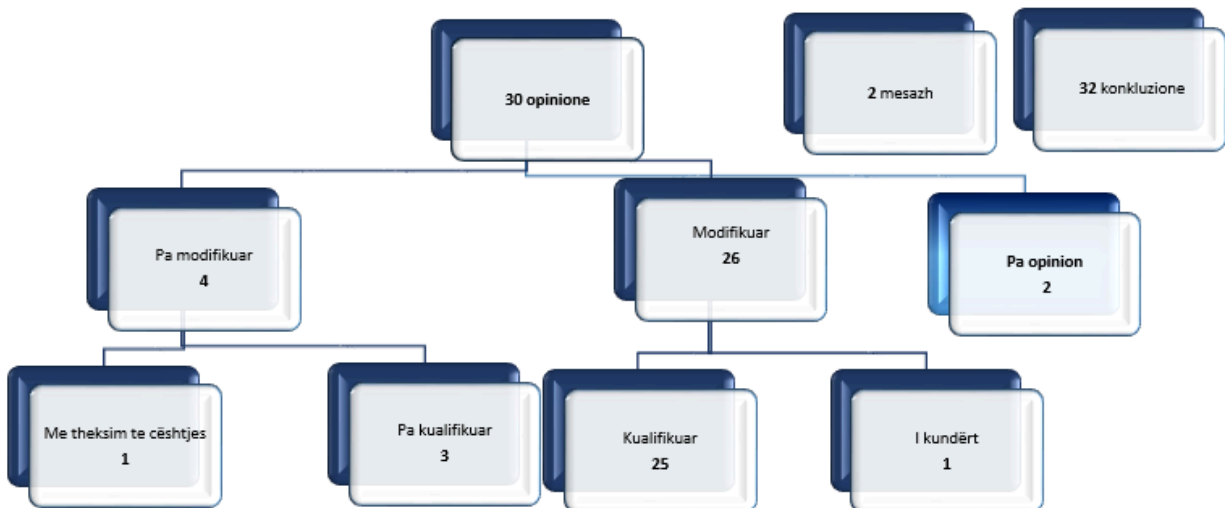 30 opinione
2 mesazh
32 konkluzione
Pa modifikuar
4
Modifikuar
26
Pa opinion
2
Me theksim te cështjes
1
Pa kualifikuar
3
Kualifikuar
25
I kundërt
1